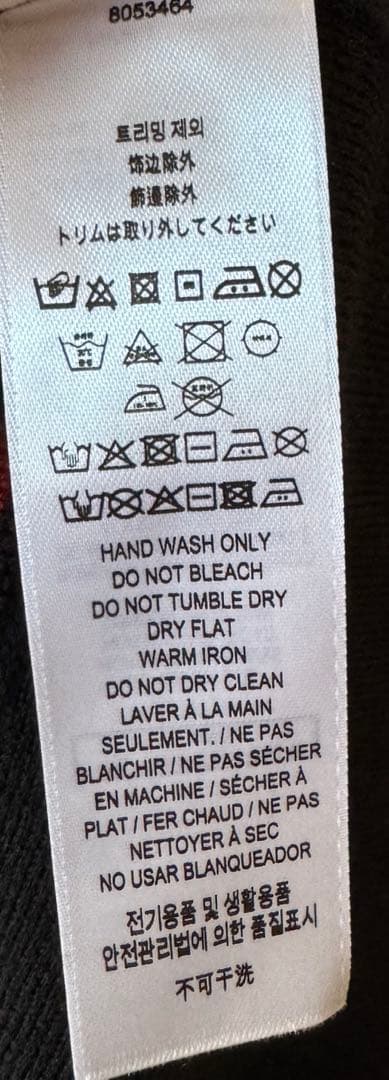 8053464
트리밍 제외
饰边除外
飾邊除外
トリムは取り外してください
HAND WASH ONLY
DO NOT BLEACH
DO NOT TUMBLE DRY
DRY FLAT
WARM IRON
DO NOT DRY CLEAN
LAVER À LA MAIN
SEULEMENT. / NE PAS
BLANCHIR / NE PAS SÉCHER
EN MACHINE / SÉCHER À
PLAT / FER CHAUD / NE PAS
NETTOYER À SEC
NO USAR BLANQUEADOR
전기용품 및 생활용품
안전관리법에 의한 품질표시
不可干洗